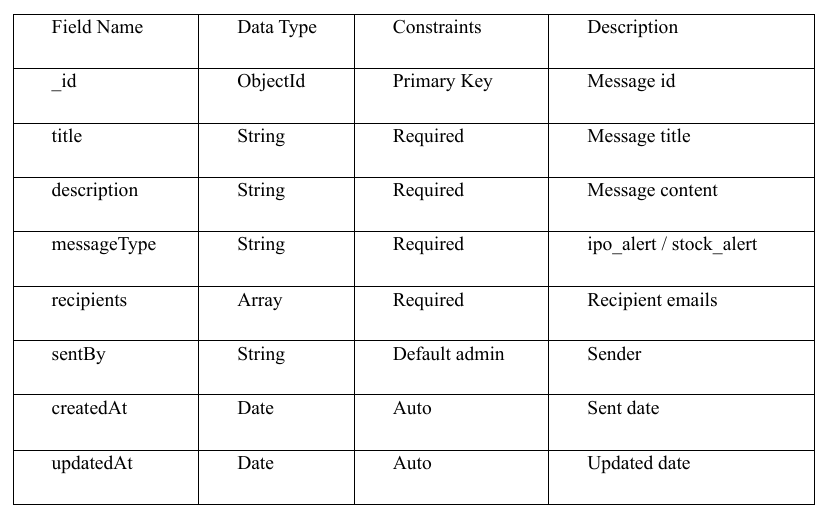 Field Name Data Type Constraints Description
_id ObjectId Primary Key Message id
title String Required Message title
description String Required Message content
messageType String Required ipo_alert / stock_alert
recipients Array Required Recipient emails
sentBy String Default admin Sender
createdAt Date Auto Sent date
updatedAt Date Auto Updated date